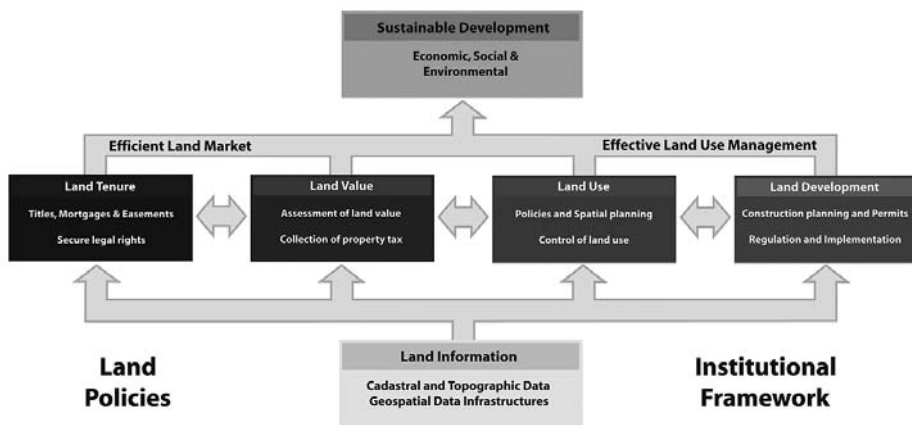 Sustainable Development
Economic, Social &
Environmental
Efficient Land Market
Effective Land Use Management
Land Tenure
Titles, Mortgages & Easements
Secure legal rights
Land Value
Assessment of land value
Collection of property tax
Land Use
Policies and Spatial planning
Control of land use
Land Development
Construction planning and Permits
Regulation and Implementation
Land
Policies
Land Information
Cadastral and Topographic Data
Geospatial Data Infrastructures
Institutional
Framework